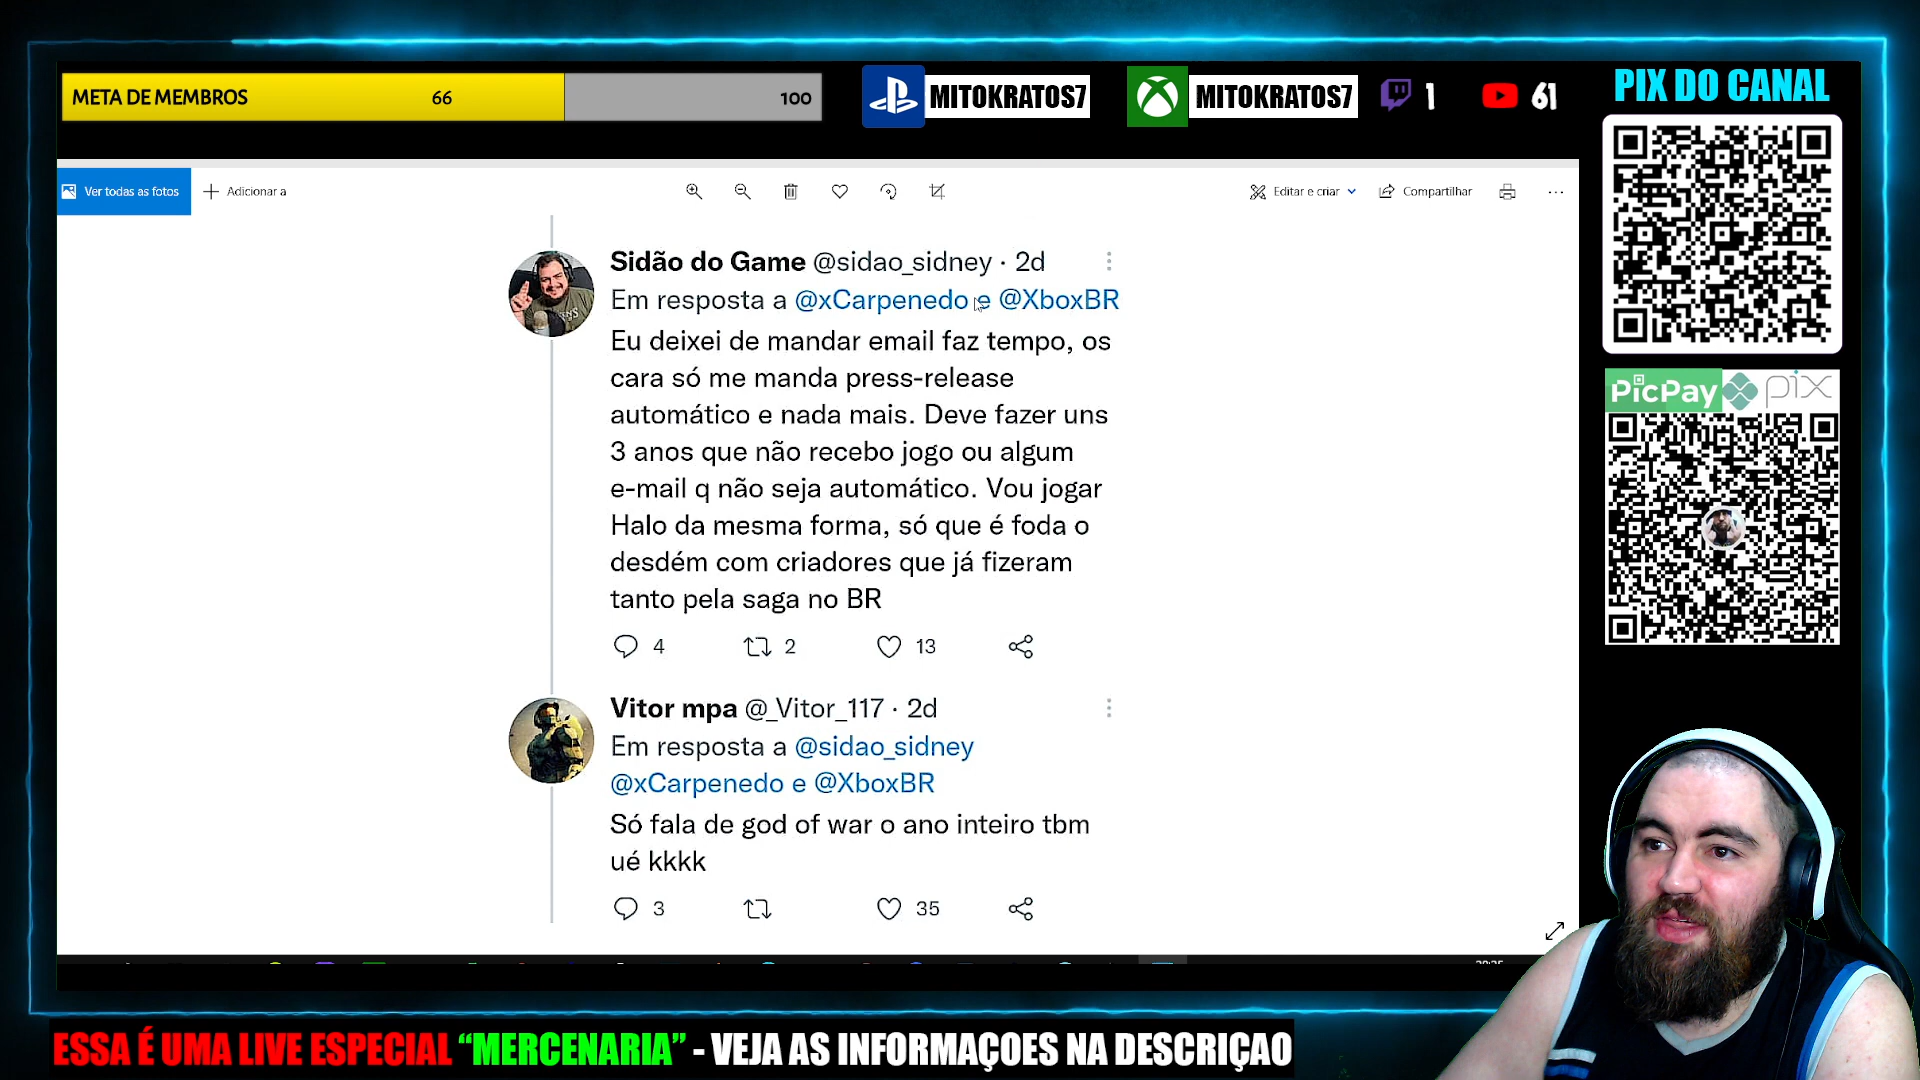 META DE MEMBROS 66 100
MITOKRATOS7
MITOKRATOS7
1
61
PIX DO CANAL
Ver todas as fotos
Adicionar a
Editar e criar
Compartilhar
Sidão do Game @sidao_sidney · 2d
Em resposta a @xCarpenedo e @XboxBR
Eu deixei de mandar email faz tempo, os
cara só me manda press-release
automático e nada mais. Deve fazer uns
3 anos que não recebo jogo ou algum
e-mail q não seja automático. Vou jogar
Halo da mesma forma, só que é foda o
desdém com criadores que já fizeram
tanto pela saga no BR
4 2 13
Vitor mpa @_Vitor_117 · 2d
Em resposta a @sidao_sidney
@xCarpenedo e @XboxBR
Só fala de god of war o ano inteiro tbm
ué kkkk
3 35
PicPay pix
ESSA É UMA LIVE ESPECIAL “MERCENARIA” - VEJA AS INFORMAÇOES NA DESCRIÇAO